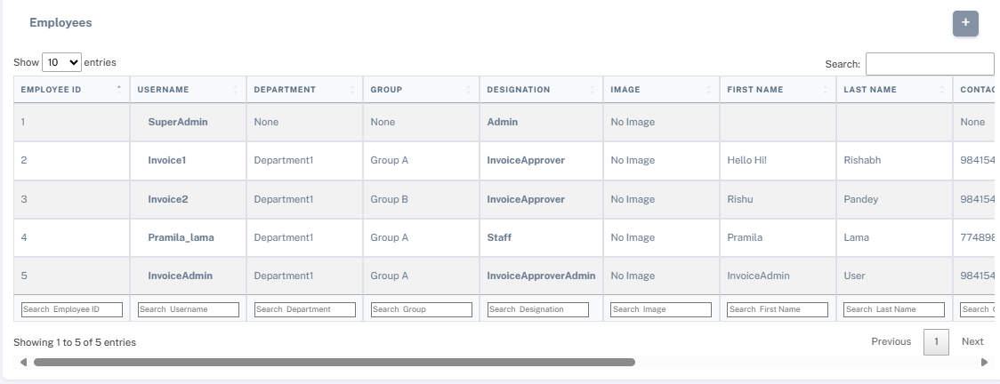 Employees
+
Show 10 entries
Search:
EMPLOYEE ID USERNAME DEPARTMENT GROUP DESIGNATION IMAGE FIRST NAME LAST NAME CONTAC
1 SuperAdmin None None Admin No Image None
2 Invoice1 Department1 Group A InvoiceApprover No Image Hello Hi! Rishabh 984154
3 Invoice2 Department1 Group B InvoiceApprover No Image Rishu Pandey 984154
4 Pramila_lama Department1 Group A Staff No Image Pramila Lama 774898
5 InvoiceAdmin Department1 Group A InvoiceApproverAdmin No Image InvoiceAdmin User 984154
Search Employee ID Search Username Search Department Search Group Search Designation Search Image Search First Name Search Last Name Search
Showing 1 to 5 of 5 entries
Previous 1 Next